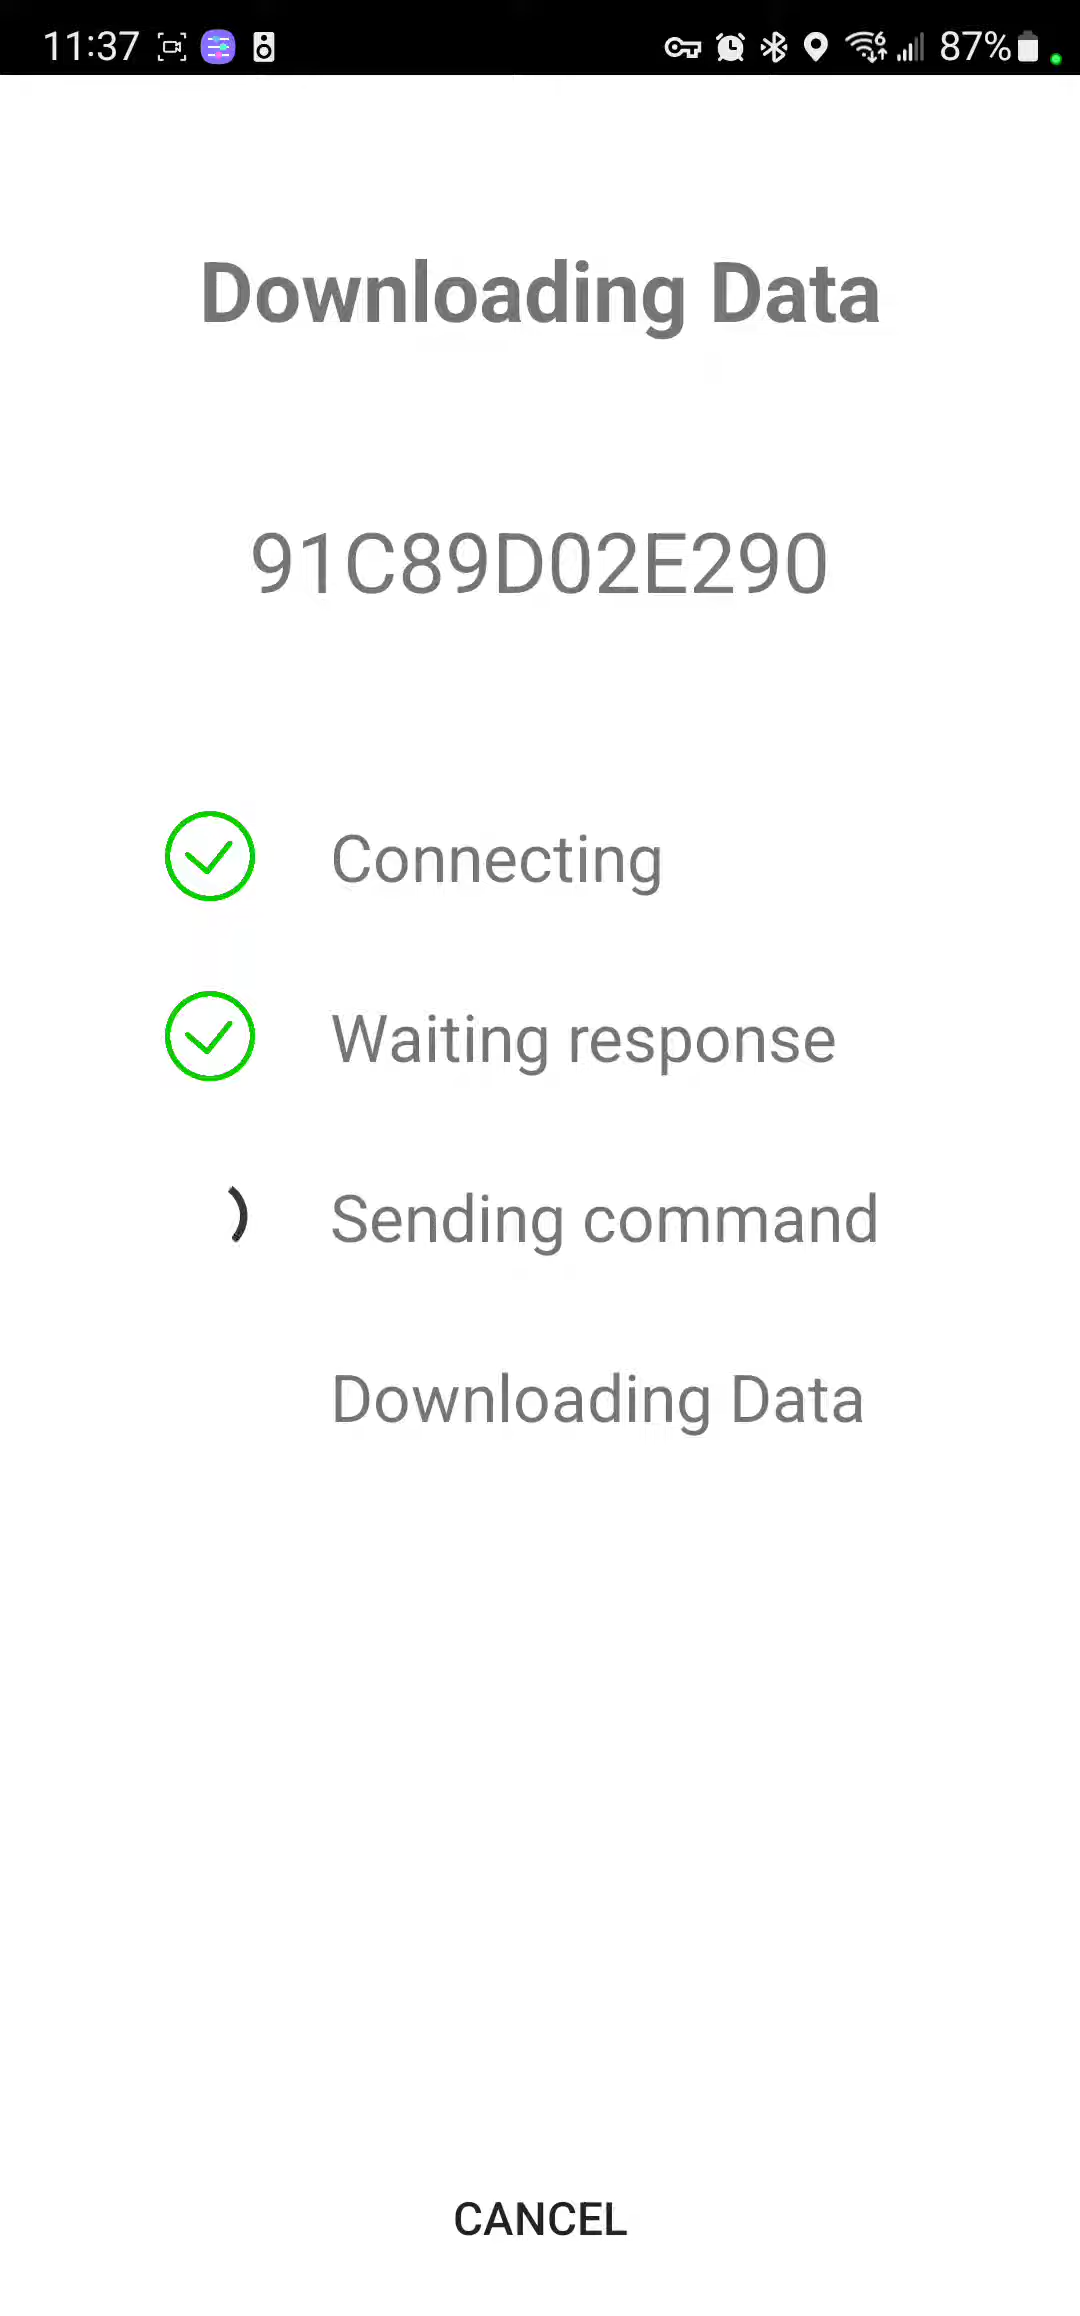 11:37 87%
Downloading Data
91C89D02E290
Connecting
Waiting response
Sending command
Downloading Data
CANCEL